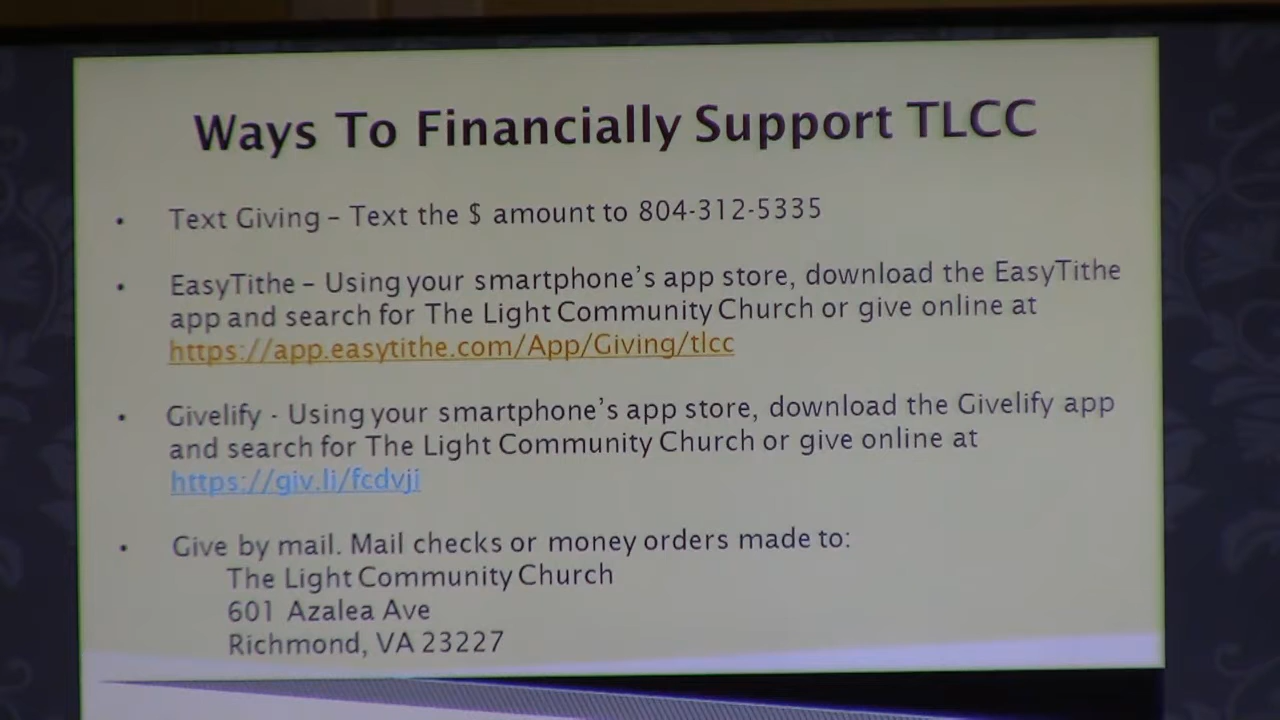 Ways To Financially Support TLCC
• Text Giving – Text the $ amount to 804-312-5335
• EasyTithe – Using your smartphone's app store, download the EasyTithe
app and search for The Light Community Church or give online at
https://app.easytithe.com/App/Giving/tlcc
• Givelify - Using your smartphone's app store, download the Givelify app
and search for The Light Community Church or give online at
https://giv.li/fcdvji
• Give by mail. Mail checks or money orders made to:
The Light Community Church
601 Azalea Ave
Richmond, VA 23227